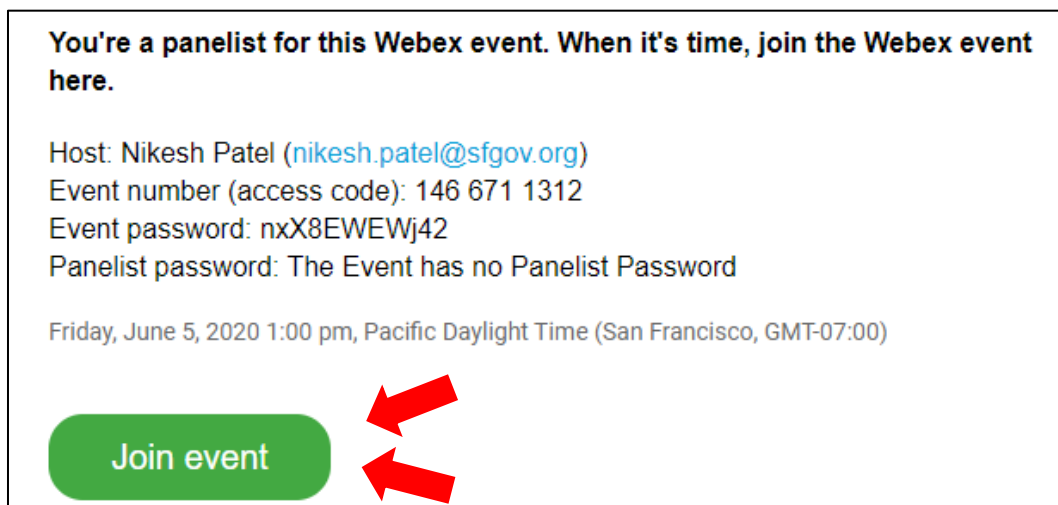 You're a panelist for this Webex event. When it's time, join the Webex event
here.
Host: Nikesh Patel (nikesh.patel@sfgov.org)
Event number (access code): 146 671 1312
Event password: nxX8EWEWj42
Panelist password: The Event has no Panelist Password
Friday, June 5, 2020 1:00 pm, Pacific Daylight Time (San Francisco, GMT-07:00)
Join event